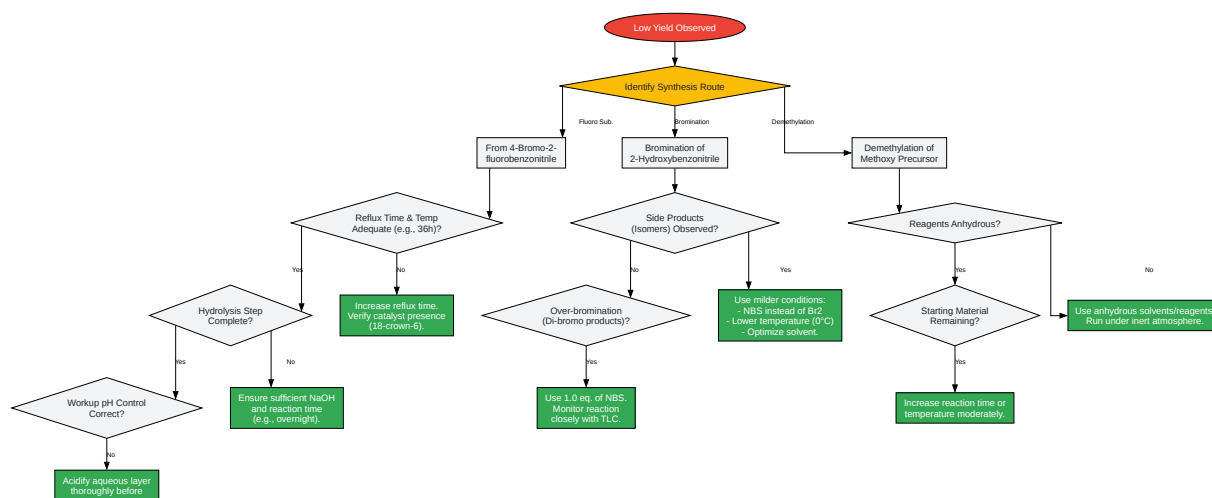 Low Yield Observed
Identify Synthesis Route
Fluoro Sub.
Bromination
Demethylation
From 4-Bromo-2-
fluorobenzonitrile
Bromination of
2-Hydroxybenzonitrile
Demethylation of
Methoxy Precursor
Reflux Time & Temp
Adequate (e.g., 36h)?
Side Products
(Isomers) Observed?
Reagents Anhydrous?
Yes
No
No
Yes
Yes
No
Hydrolysis Step
Complete?
Increase reflux time.
Verify catalyst presence
(18-crown-6).
Over-bromination
(Di-bromo products)?
Use milder conditions:
- NBS instead of Br2
- Lower temperature (0°C)
- Optimize solvent.
Starting Material
Remaining?
Use anhydrous solvents/reagents
Run under inert atmosphere.
Yes
No
Yes
Yes
Workup pH Control
Correct?
Ensure sufficient NaOH
and reaction time
(e.g., overnight).
Use 1.0 eq. of NBS.
Monitor reaction
closely with TLC.
Increase reaction time or
temperature moderately.
No
Acidify aqueous layer
thoroughly before